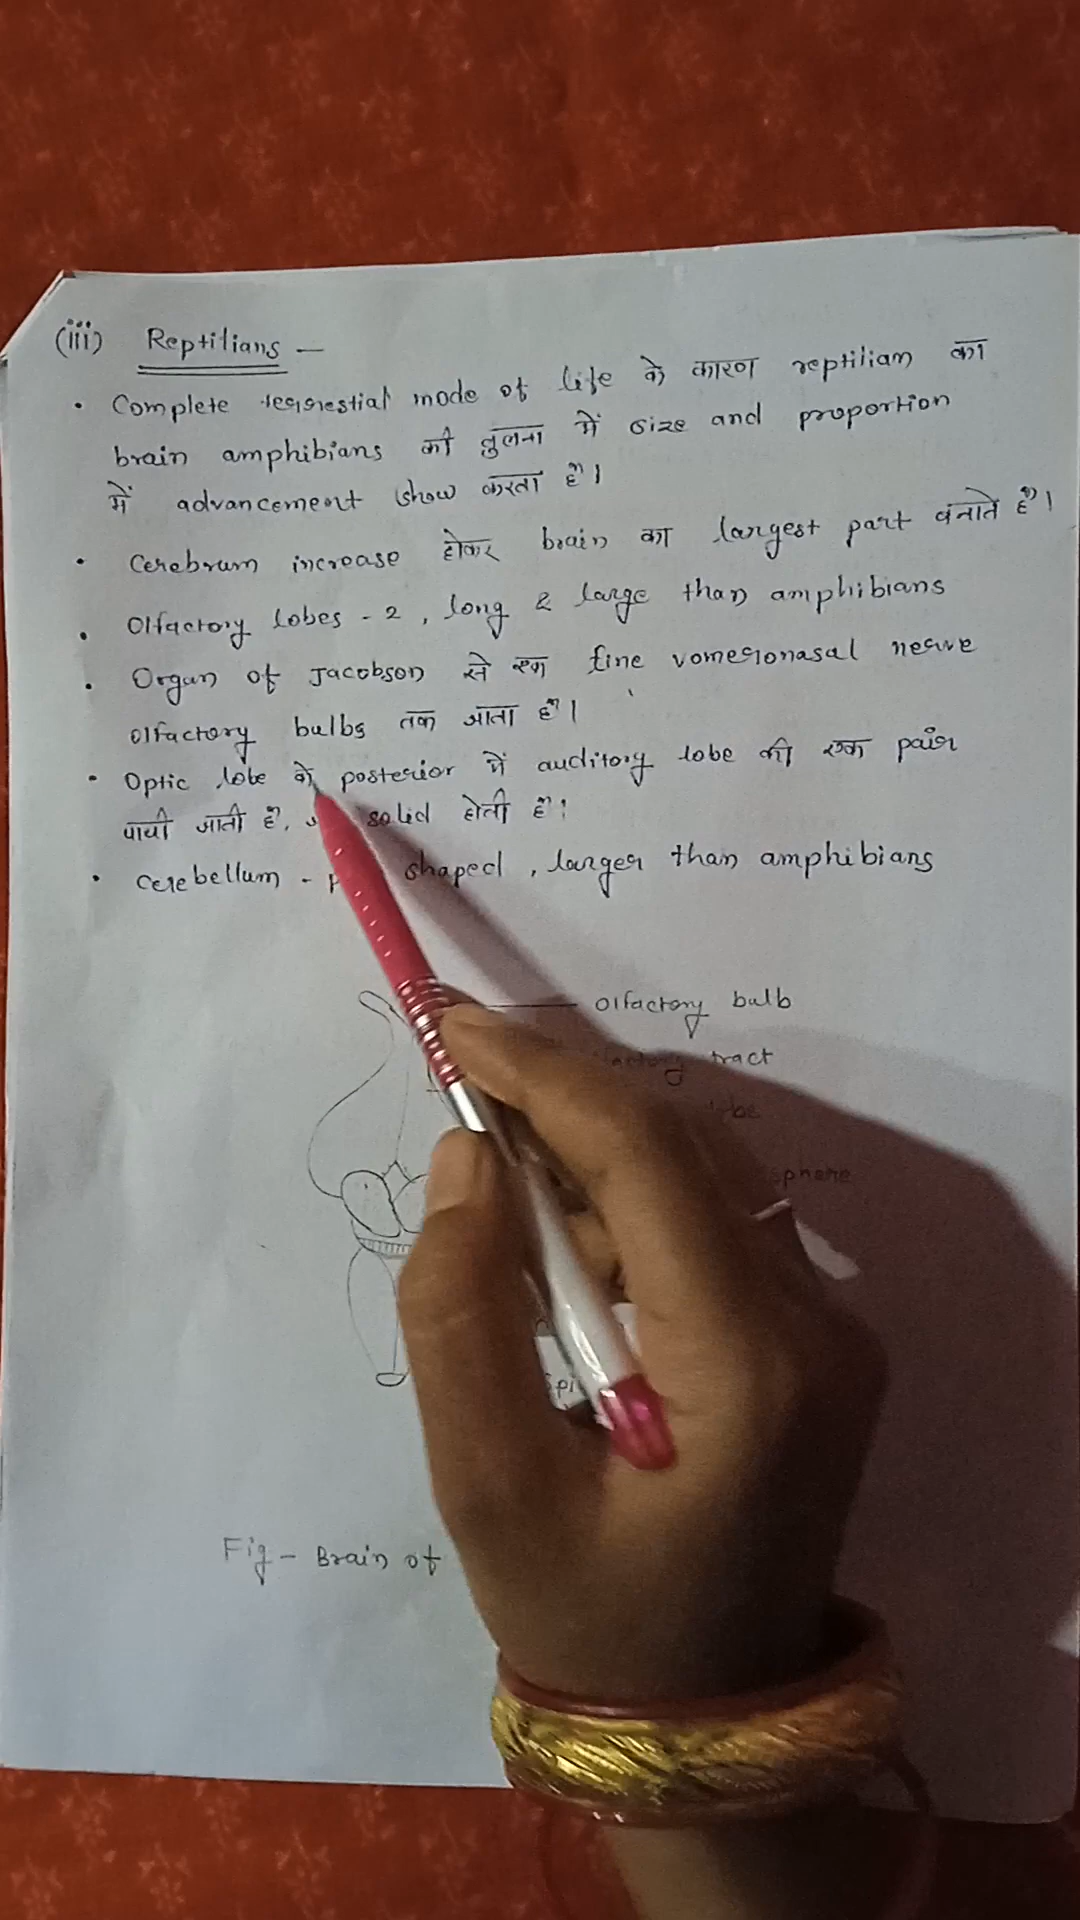 (iii) Reptilians –
• Complete terrestial mode of life के कारण reptilian का
brain amphibians की तुलना में size and proportion
में advancement show करता है।
• Cerebrum increase होकर brain का largest part बनाते है।
• Olfactory lobes - 2, long & large than amphibians
• Organ of Jacobson से एक fine vomeronasal nerve
olfactory bulbs तक आता है।
• Optic lobe के posterior में auditory lobe की एक pair
पायी जाती है, solid होती है।
• Cerebellum - shaped, larger than amphibians
Olfactory bulb
tract
Fig – Brain of